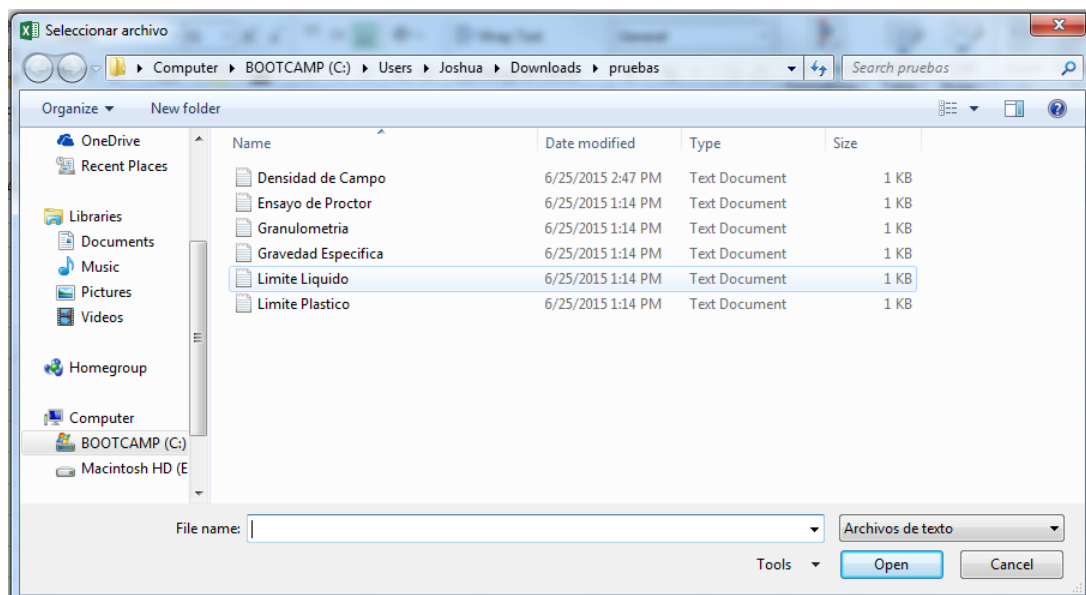 Seleccionar archivo
Wrap Text
General
Computer BOOTCAMP (C:) Users Joshua Downloads pruebas
Search pruebas
Organize New folder
OneDrive
Recent Places
Libraries
Documents
Music
Pictures
Videos
Homegroup
Computer
BOOTCAMP (C:)
Macintosh HD (E
Name Date modified Type Size
Densidad de Campo 6/25/2015 2:47 PM Text Document 1 KB
Ensayo de Proctor 6/25/2015 1:14 PM Text Document 1 KB
Granulometria 6/25/2015 1:14 PM Text Document 1 KB
Gravedad Especifica 6/25/2015 1:14 PM Text Document 1 KB
Limite Liquido 6/25/2015 1:14 PM Text Document 1 KB
Limite Plastico 6/25/2015 1:14 PM Text Document 1 KB
File name: Archivos de texto
Tools Open Cancel